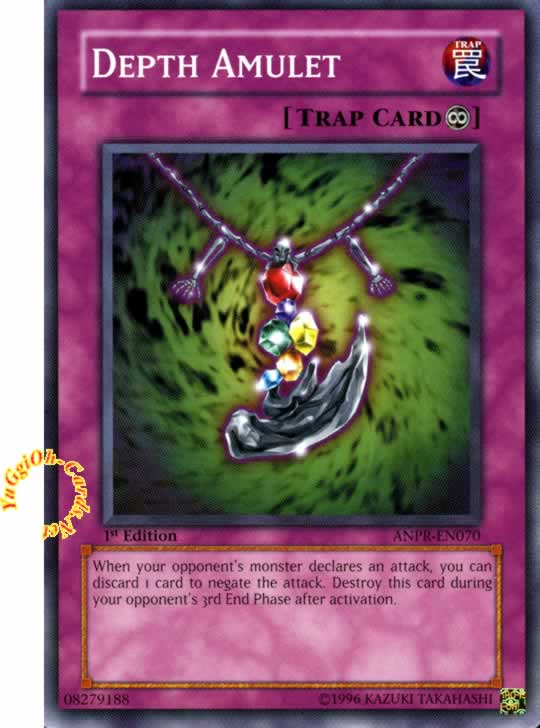 DEPTH AMULET
TRAP
罠
[TRAP CARD∞]
YuGgiOh-Cards.Net
1st Edition
ANPR-EN070
When your opponent's monster declares an attack, you can
discard 1 card to negate the attack. Destroy this card during
your opponent's 3rd End Phase after activation.
08279188
©1996 KAZUKI TAKAHASHI